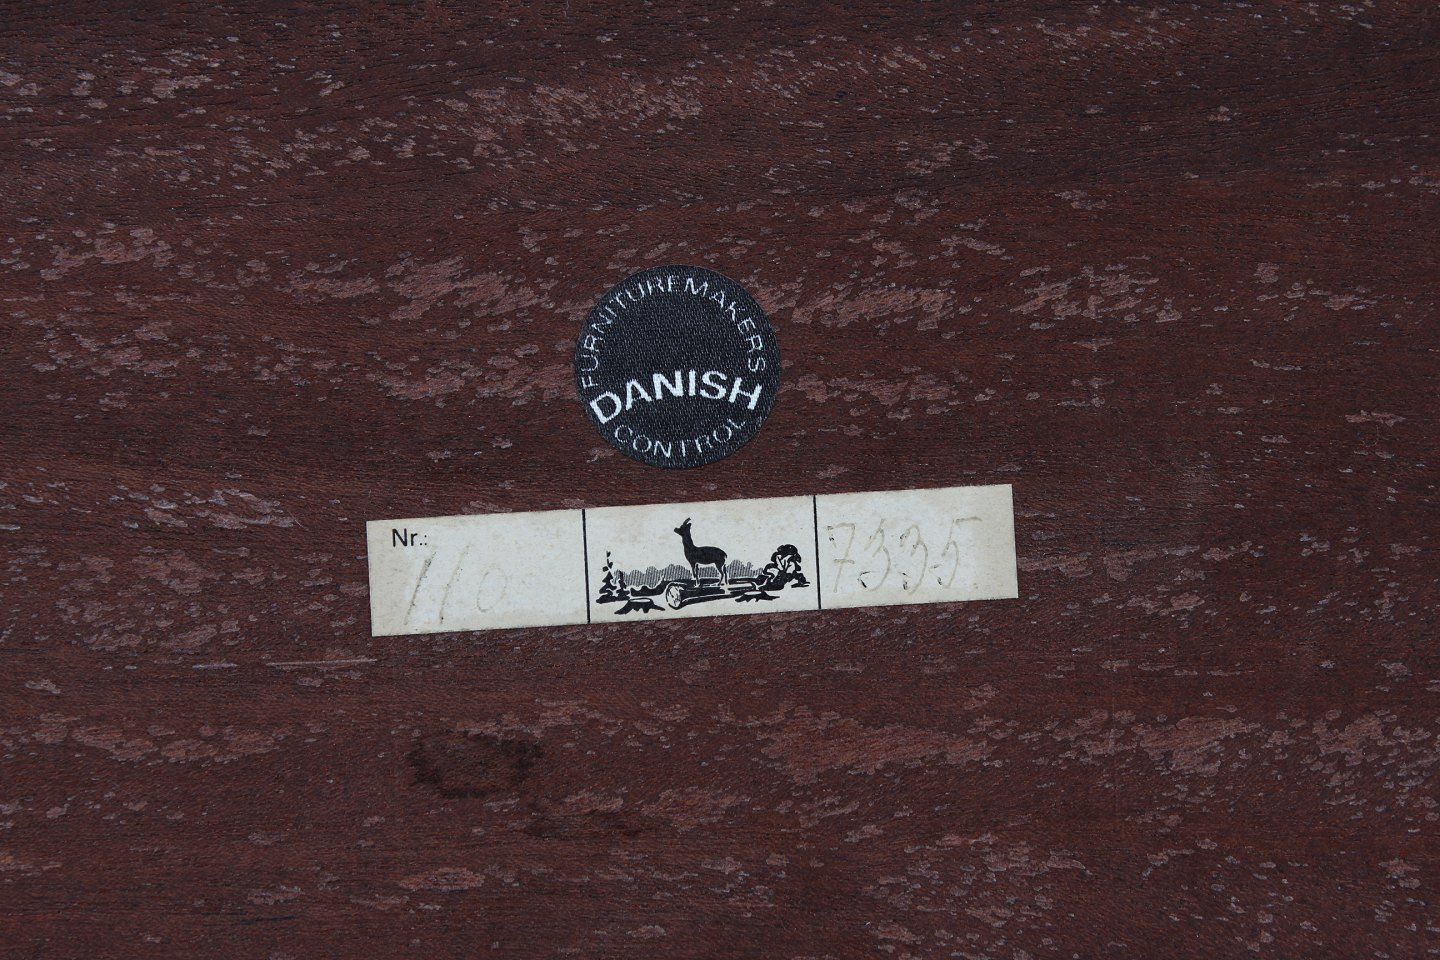 FURNITUREMAKERS
DANISH
CONTROL
Nr.: 110 7335